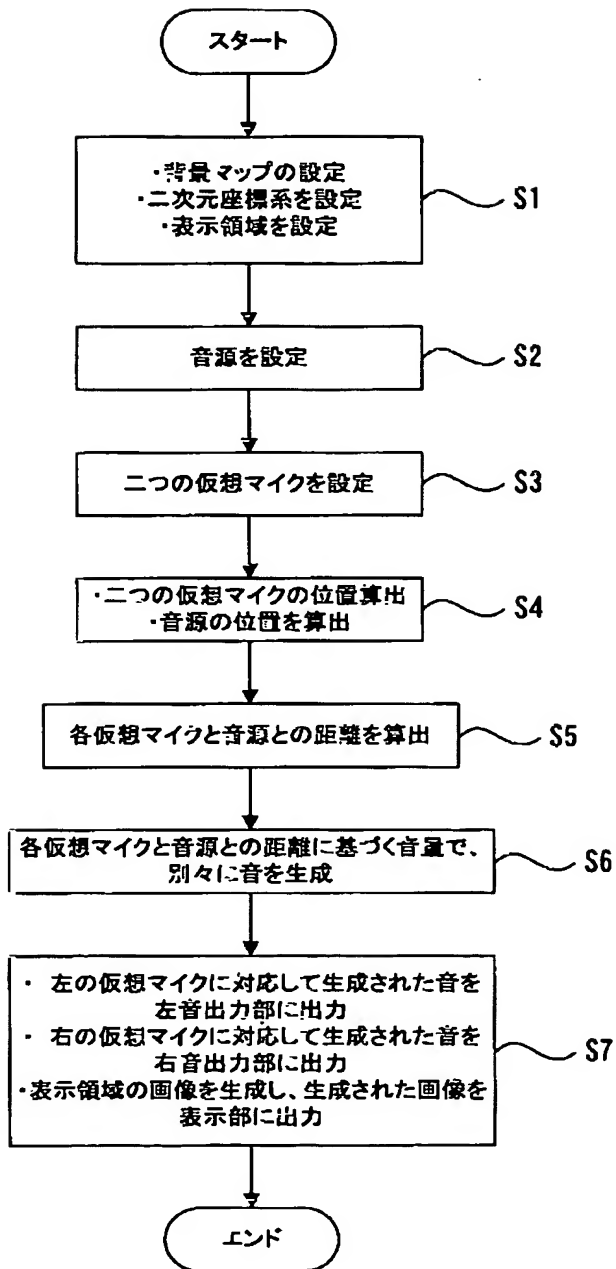 スタート
・背景マップの設定
・二次元座標系を設定
・表示領域を設定
S1
音源を設定
S2
二つの仮想マイクを設定
S3
・二つの仮想マイクの位置算出
・音源の位置を算出
S4
各仮想マイクと音源との距離を算出
S5
各仮想マイクと音源との距離に基づく音量で、
別々に音を生成
S6
・ 左の仮想マイクに対応して生成された音を
左音出力部に出力
・ 右の仮想マイクに対応して生成された音を
右音出力部に出力
・表示領域の画像を生成し、生成された画像を
表示部に出力
S7
エンド